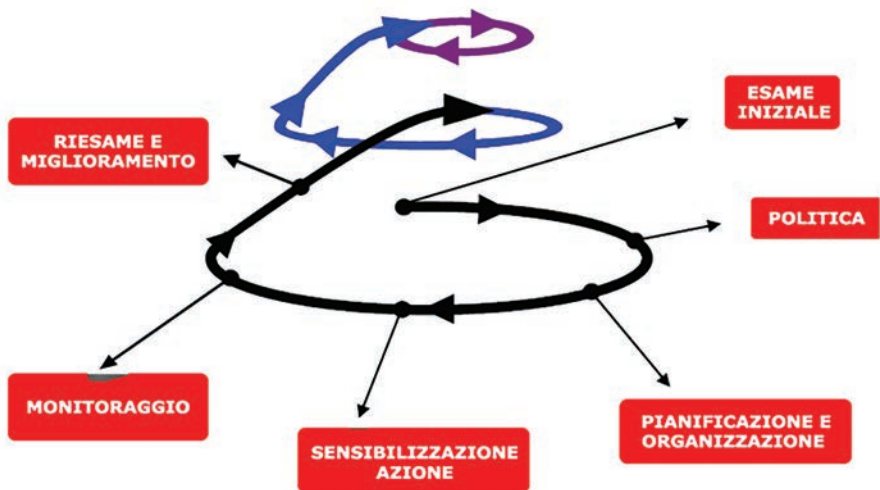 ESAME
INIZIALE
RIESAME E
MIGLIORAMENTO
POLITICA
MONITORAGGIO
PIANIFICAZIONE E
ORGANIZZAZIONE
SENSIBILIZZAZIONE
AZIONE